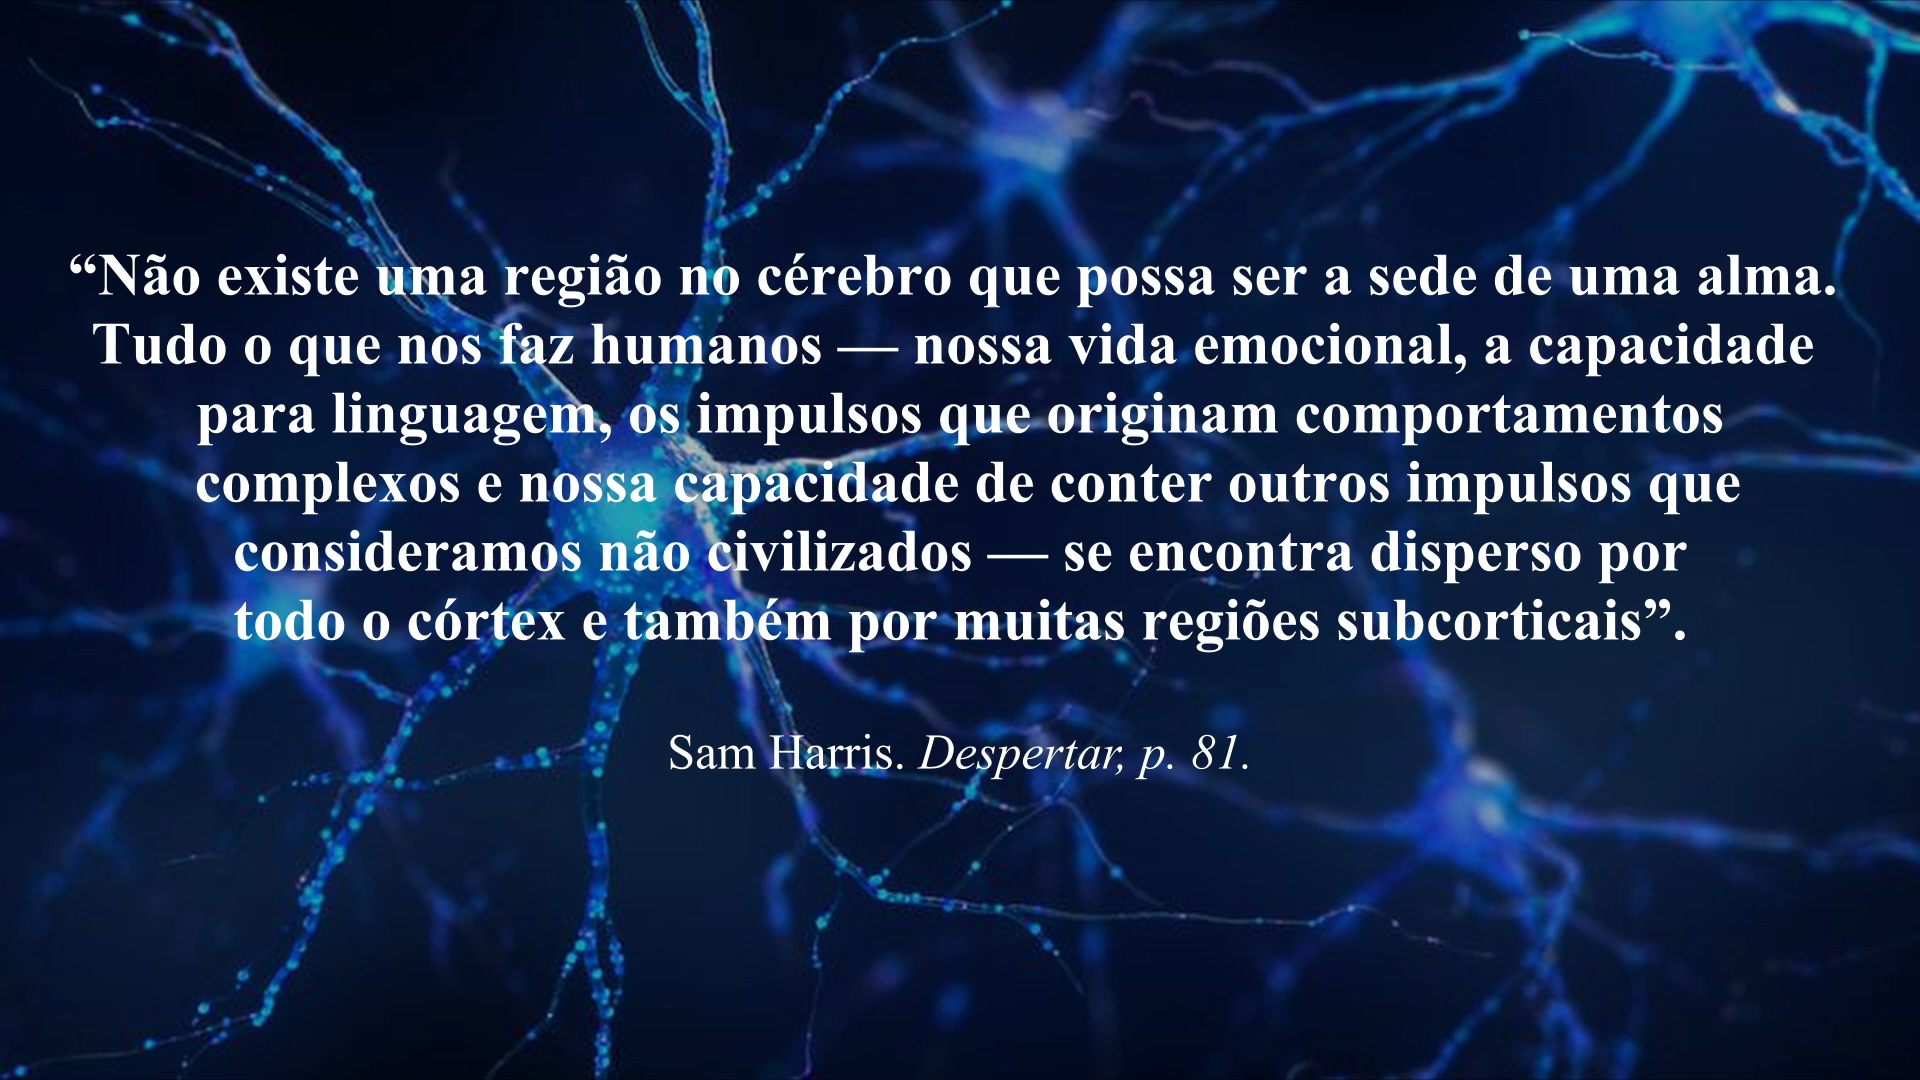 “Não existe uma região no cérebro que possa ser a sede de uma alma.
Tudo o que nos faz humanos — nossa vida emocional, a capacidade
para linguagem, os impulsos que originam comportamentos
complexos e nossa capacidade de conter outros impulsos que
consideramos não civilizados — se encontra disperso por
todo o córtex e também por muitas regiões subcorticais”.
Sam Harris. Despertar, p. 81.